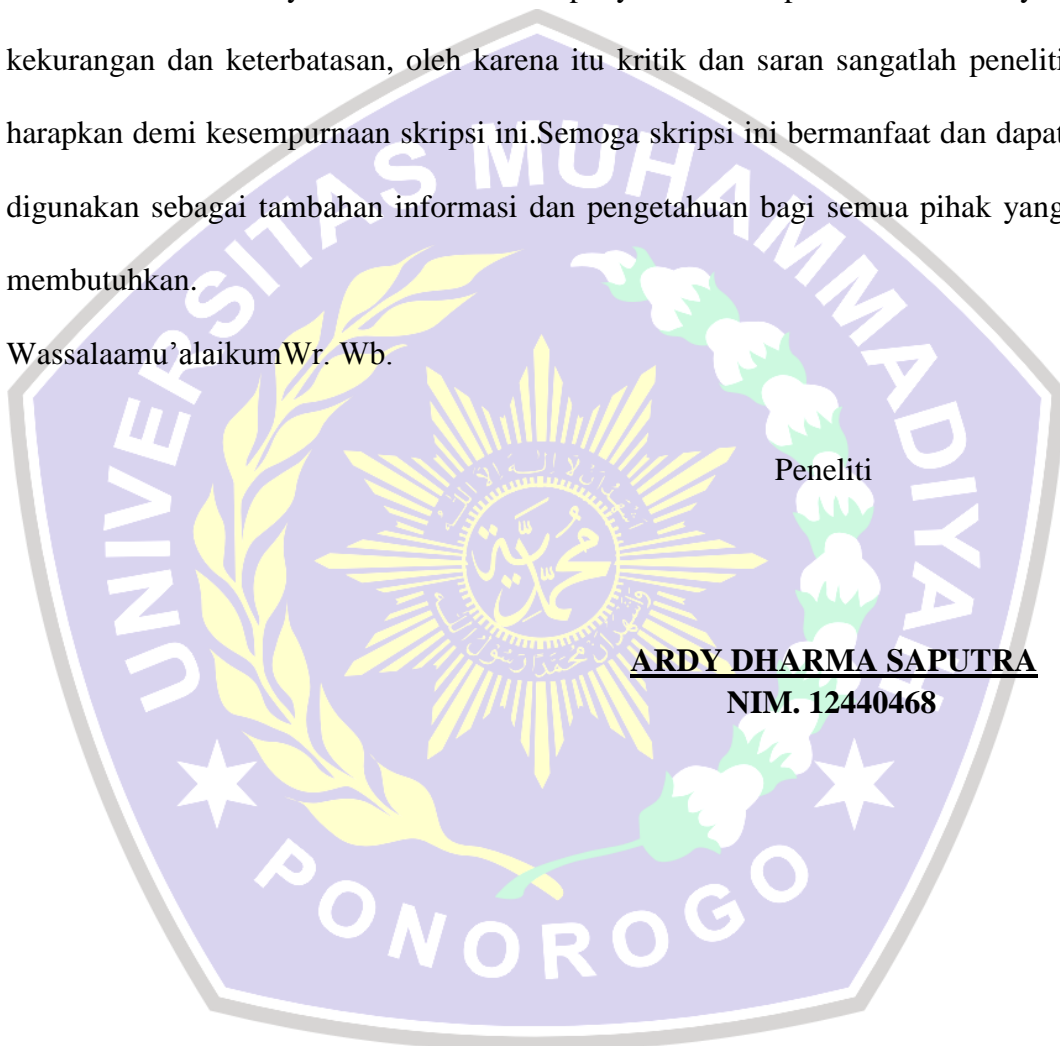 kekurangan dan keterbatasan, oleh karena itu kritik dan saran sangatlah peneliti
harapkan demi kesempurnaan skripsi ini.Semoga skripsi ini bermanfaat dan dapat
digunakan sebagai tambahan informasi dan pengetahuan bagi semua pihak yang
membutuhkan.
Wassalaamu’alaikumWr. Wb.
Peneliti
ARDY DHARMA SAPUTRA
NIM. 12440468
UNIVERSITAS MUHAMMADIYAH
PONOROGO
محمدية